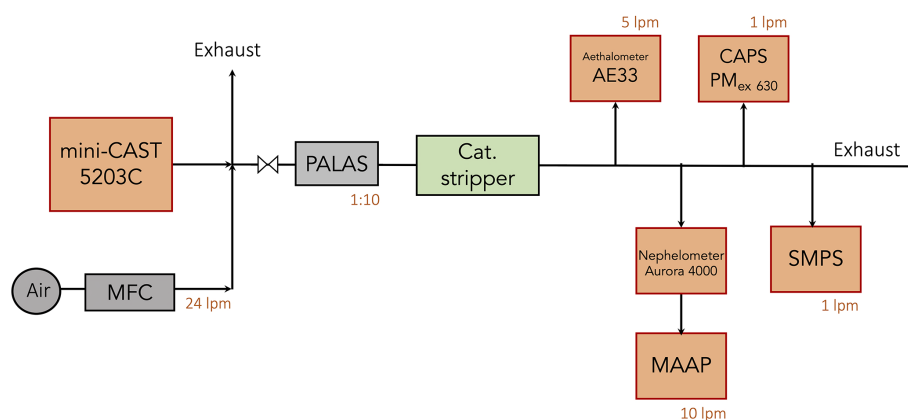 5 lpm
1 lpm
Exhaust
Aethalometer
AE33
CAPS
PMex 630
mini-CAST
5203C
PALAS
1:10
Cat.
stripper
Exhaust
Air
MFC
24 lpm
Nephelometer
Aurora 4000
SMPS
1 lpm
MAAP
10 lpm